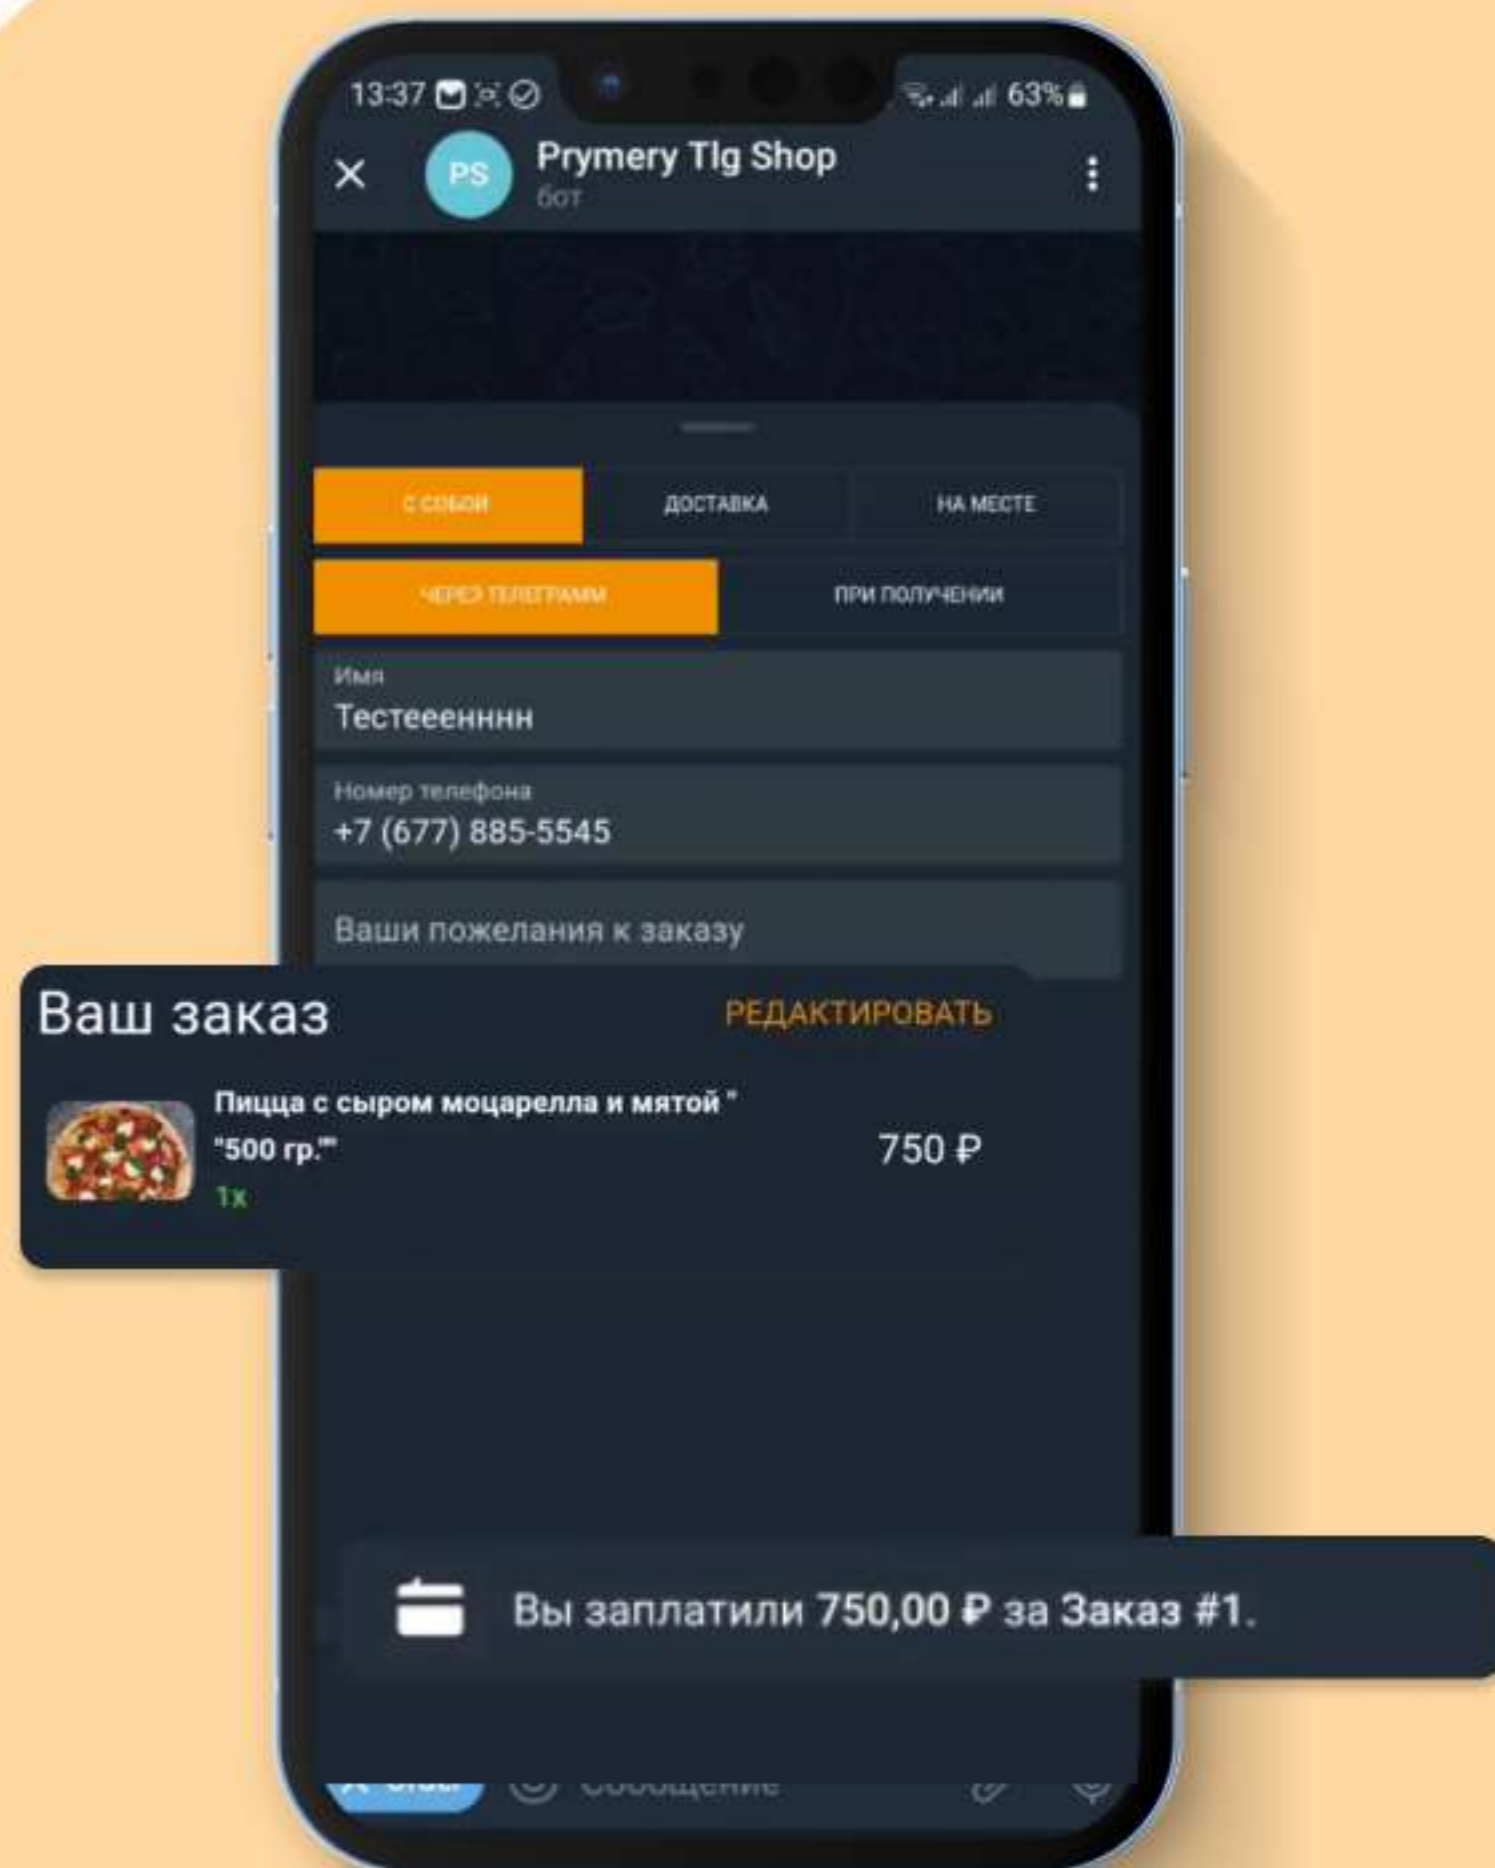 13:37
63%
PS
Prymery Tlg Shop
бот
С СОБОЙ
ДОСТАВКА
НА МЕСТЕ
ЧЕРЕЗ ТЕЛЕГРАММ
ПРИ ПОЛУЧЕНИИ
Имя
Тестеееннн
Номер телефона
+7 (677) 885-5545
Ваши пожелания к заказу
Ваш заказ
РЕДАКТИРОВАТЬ
Пицца с сыром моцарелла и мятой "
"500 гр.""
750 ₽
1x
Вы заплатили 750,00 ₽ за Заказ #1.
Сообщение